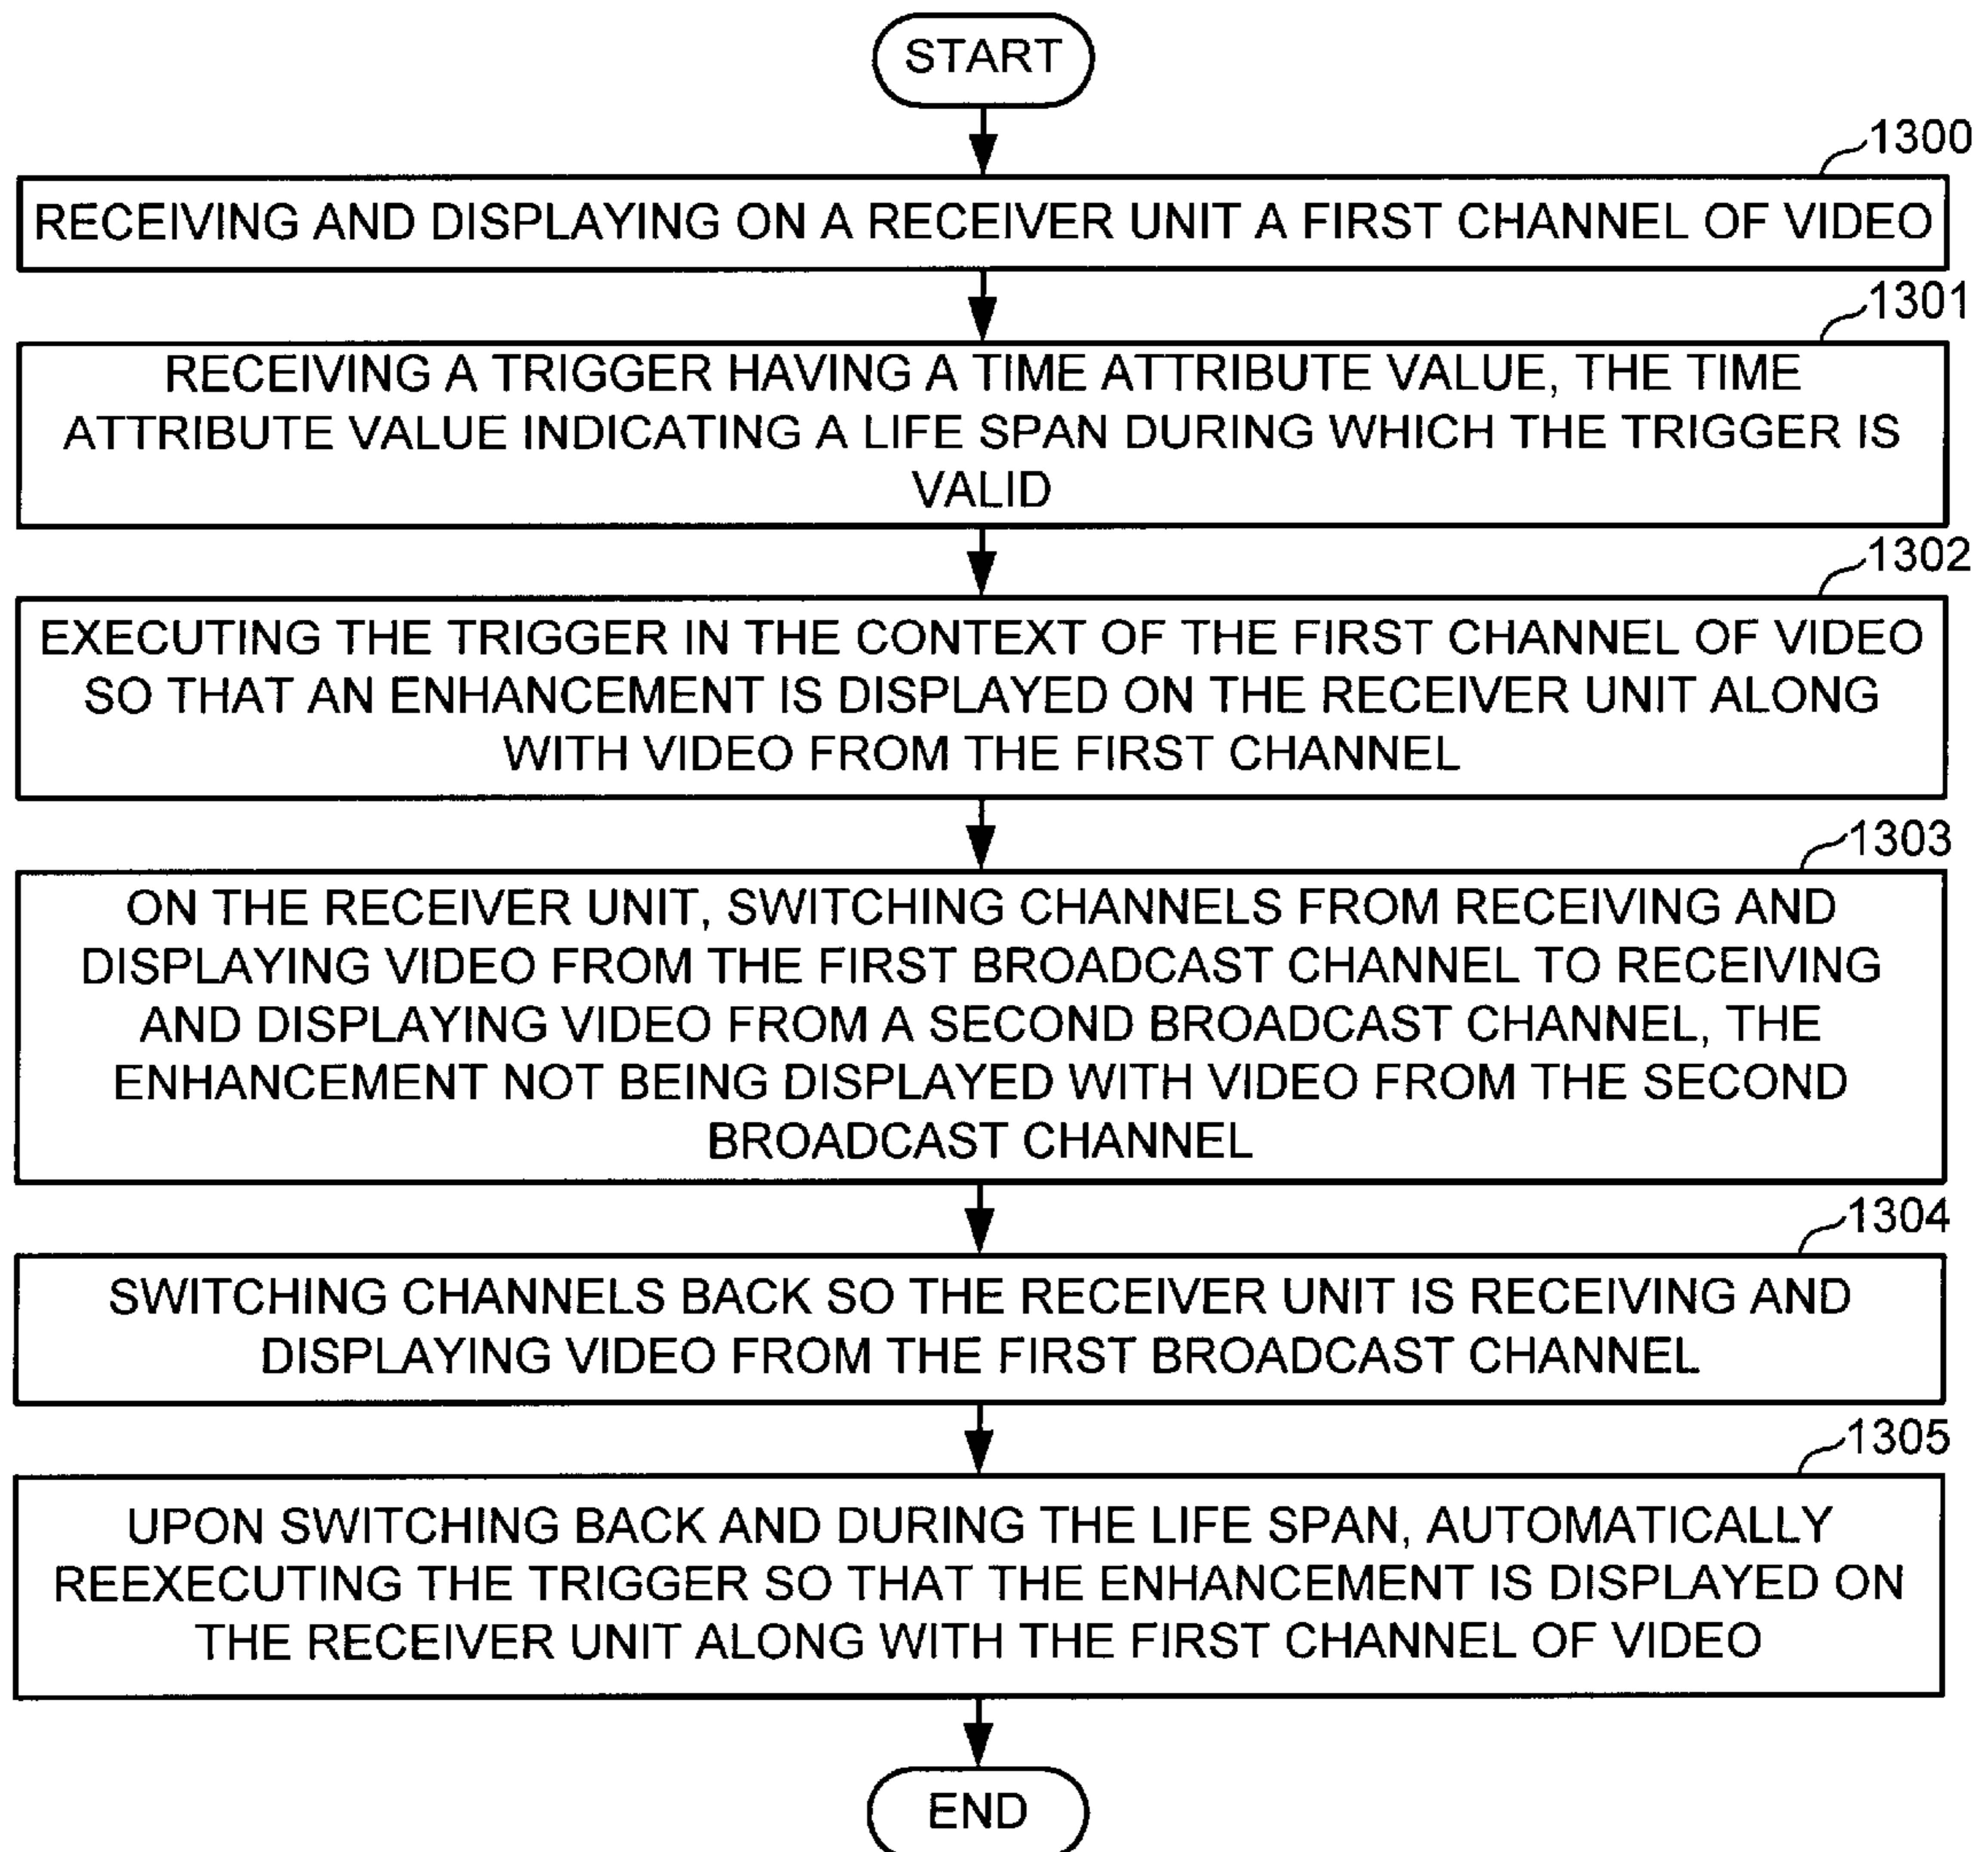 START
1300
RECEIVING AND DISPLAYING ON A RECEIVER UNIT A FIRST CHANNEL OF VIDEO
1301
RECEIVING A TRIGGER HAVING A TIME ATTRIBUTE VALUE, THE TIME
ATTRIBUTE VALUE INDICATING A LIFE SPAN DURING WHICH THE TRIGGER IS
VALID
1302
EXECUTING THE TRIGGER IN THE CONTEXT OF THE FIRST CHANNEL OF VIDEO
SO THAT AN ENHANCEMENT IS DISPLAYED ON THE RECEIVER UNIT ALONG
WITH VIDEO FROM THE FIRST CHANNEL
1303
ON THE RECEIVER UNIT, SWITCHING CHANNELS FROM RECEIVING AND
DISPLAYING VIDEO FROM THE FIRST BROADCAST CHANNEL TO RECEIVING
AND DISPLAYING VIDEO FROM A SECOND BROADCAST CHANNEL, THE
ENHANCEMENT NOT BEING DISPLAYED WITH VIDEO FROM THE SECOND
BROADCAST CHANNEL
1304
SWITCHING CHANNELS BACK SO THE RECEIVER UNIT IS RECEIVING AND
DISPLAYING VIDEO FROM THE FIRST BROADCAST CHANNEL
1305
UPON SWITCHING BACK AND DURING THE LIFE SPAN, AUTOMATICALLY
REEXECUTING THE TRIGGER SO THAT THE ENHANCEMENT IS DISPLAYED ON
THE RECEIVER UNIT ALONG WITH THE FIRST CHANNEL OF VIDEO
END